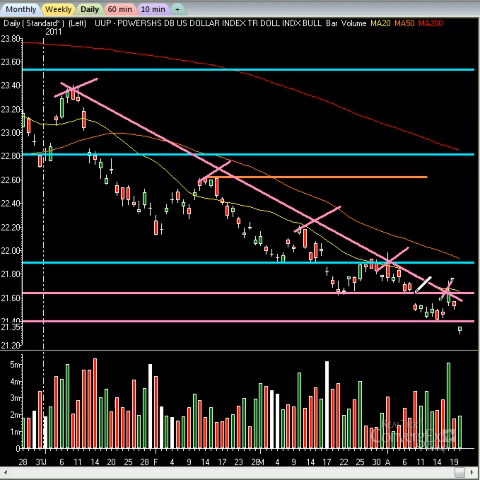 Monthly Weekly Daily 60 min 10 min +
Daily ( Standard* ) (Left) UUP - POWERSHS DB US DOLLAR INDEX TR DOLL INDX BULL Bar Volume MA20 MA50 MA200
2011
23.80
23.60
23.40
23.20
23.00
22.80
22.60
22.40
22.20
22.00
21.80
21.60
21.40
21.35
21.20
5m
4m
3m
2m
1m
0
28 31J 6 11 14 20 25 28 F 4 9 14 17 23 28M 4 9 14 17 22 25 30 A 6 11 14 19